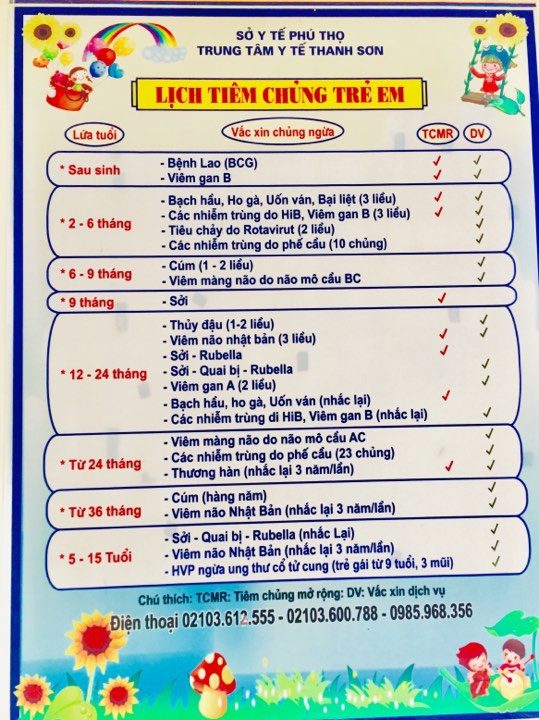 SỞ Y TẾ PHÚ THỌ
TRUNG TÂM Y TẾ THANH SƠN
LỊCH TIÊM CHỦNG TRẺ EM
Lứa tuổi Vắc xin chủng ngừa TCMR DV
* Sau sinh - Bệnh Lao (BCG) ✓ ✓
- Viêm gan B ✓ ✓
* 2 - 6 tháng - Bạch hầu, Ho gà, Uốn ván, Bại liệt (3 liều) ✓ ✓
- Các nhiễm trùng do HiB, Viêm gan B (3 liều) ✓ ✓
- Tiêu chảy do Rotavirut (2 liều) ✓
- Các nhiễm trùng do phế cầu (10 chủng) ✓
* 6 - 9 tháng - Cúm (1 - 2 liều) ✓
- Viêm màng não do não mô cầu BC ✓
* 9 tháng - Sởi ✓
* 12 - 24 tháng - Thủy đậu (1-2 liều) ✓
- Viêm não nhật bản (3 liều) ✓ ✓
- Sởi - Rubella ✓
- Sởi - Quai bị - Rubella ✓
- Viêm gan A (2 liều) ✓
- Bạch hầu, ho gà, Uốn ván (nhắc lại) ✓
- Các nhiễm trùng di HiB, Viêm gan B (nhắc lại) ✓
* Từ 24 tháng - Viêm màng não do não mô cầu AC ✓
- Các nhiễm trùng do phế cầu (23 chủng) ✓
- Thương hàn (nhắc lại 3 năm/lần) ✓ ✓
* Từ 36 tháng - Cúm (hàng năm) ✓
- Viêm não Nhật Bản (nhắc lại 3 năm/lần) ✓
* 5 - 15 Tuổi - Sởi - Quai bị - Rubella (nhắc Lại) ✓
- Viêm não Nhật Bản (nhắc lại 3 năm/lần) ✓
- HVP ngừa ung thư cổ tử cung (trẻ gái từ 9 tuổi, 3 mũi) ✓
Chú thích: TCMR: Tiêm chủng mở rộng: DV: Vắc xin dịch vụ
Điện thoại 02103.612.555 - 02103.600.788 - 0985.968.356